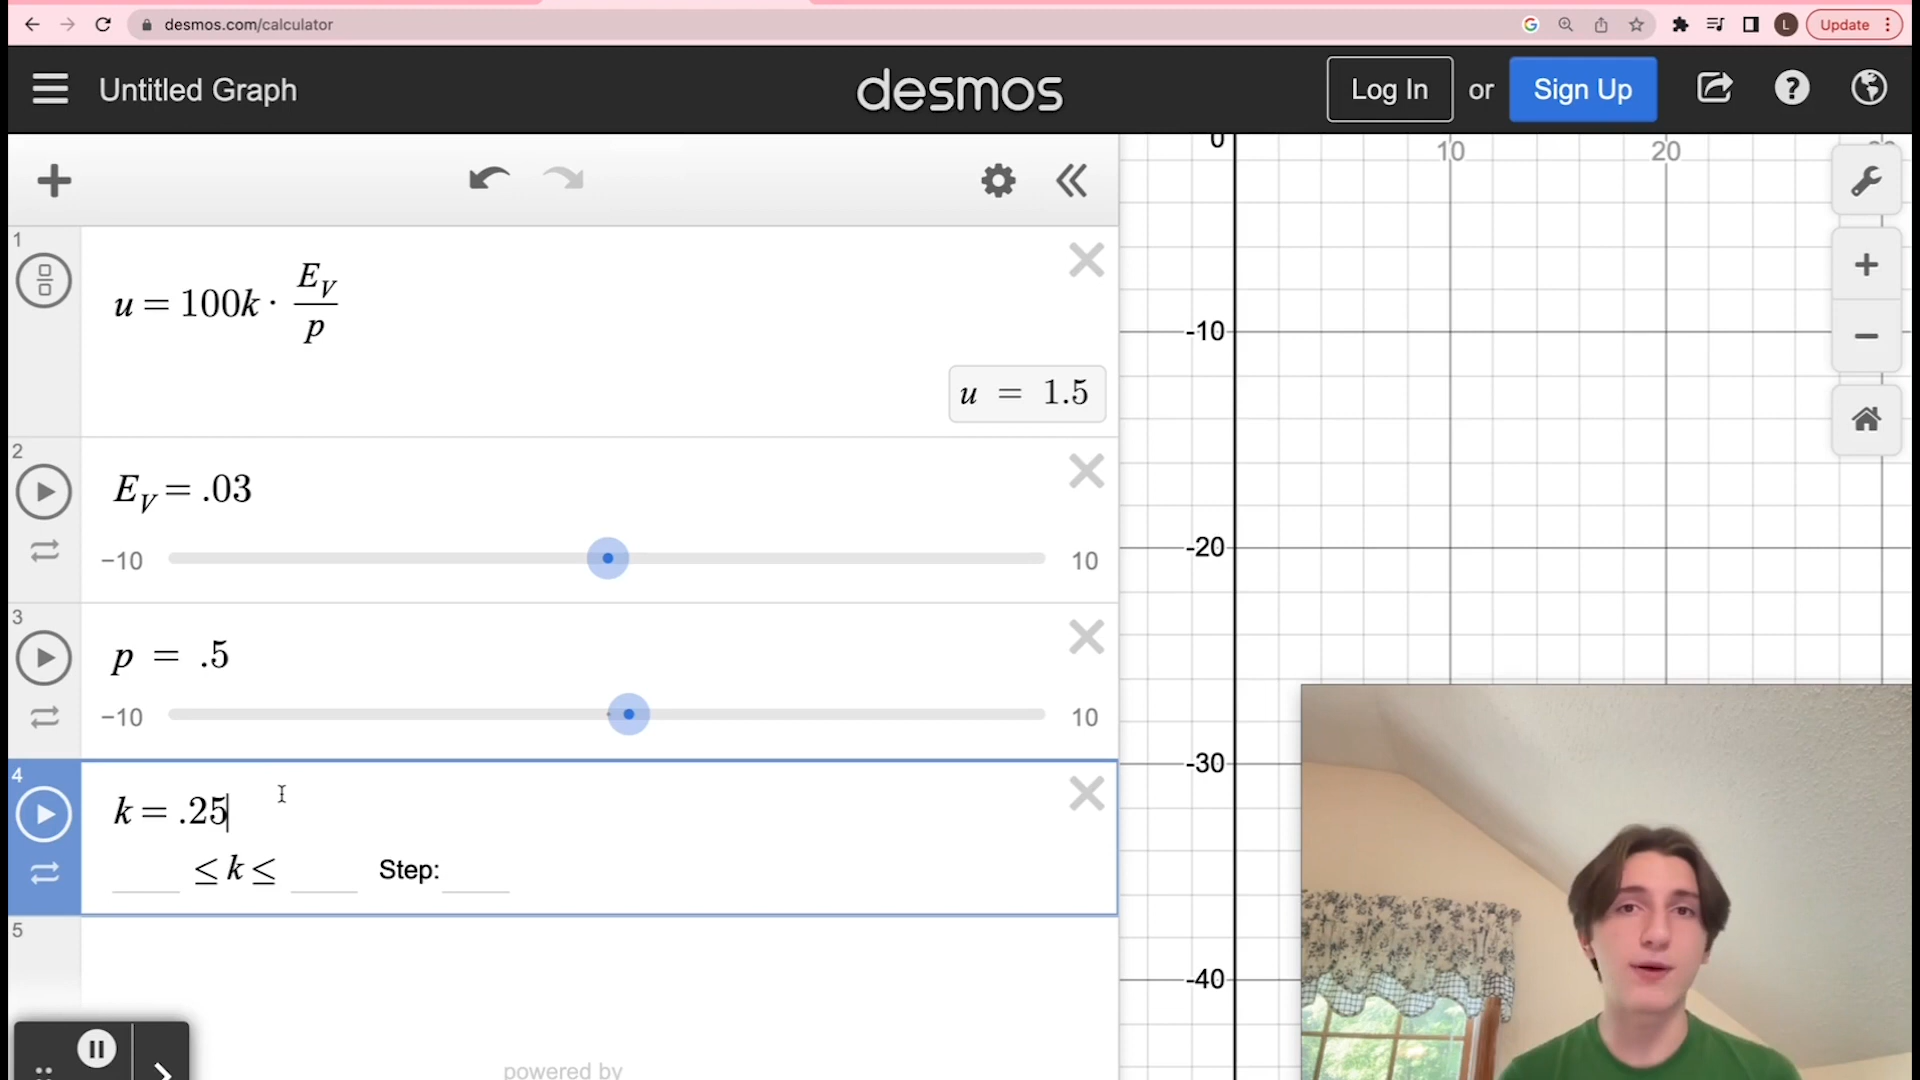 desmos.com/calculator
L
Update
Untitled Graph
desmos
Log In
or
Sign Up
?
1
u = 100k · E_V/p
u = 1.5
2
E_V = .03
−10
10
3
p = .5
−10
10
4
k = .25
≤ k ≤
Step:
5
powered by
0
10
20
-10
-20
-30
-40